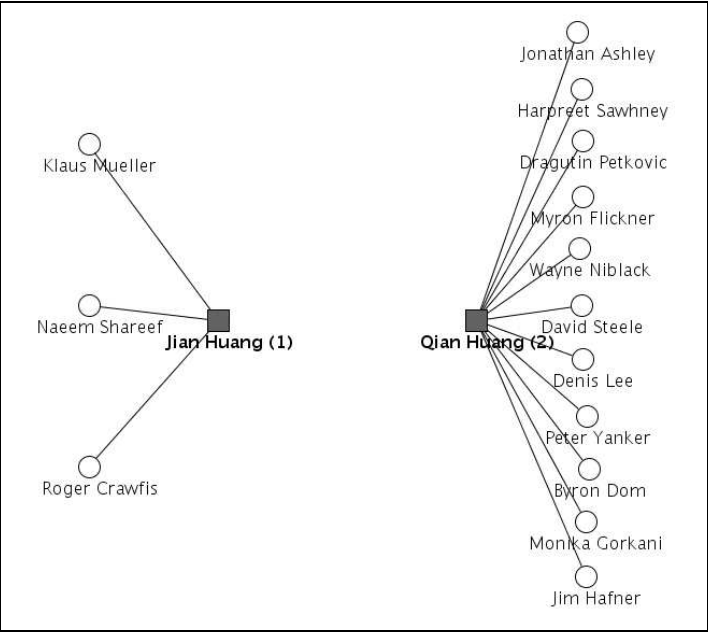 Jonathan Ashley
Harpreet Sawhney
Klaus Mueller
Dragutin Petkovic
Myron Flickner
Wayne Niblack
Naeem Shareef
David Steele
Jian Huang (1)
Qian Huang (2)
Denis Lee
Peter Yanker
Roger Crawfis
Byron Dom
Monika Gorkani
Jim Hafner